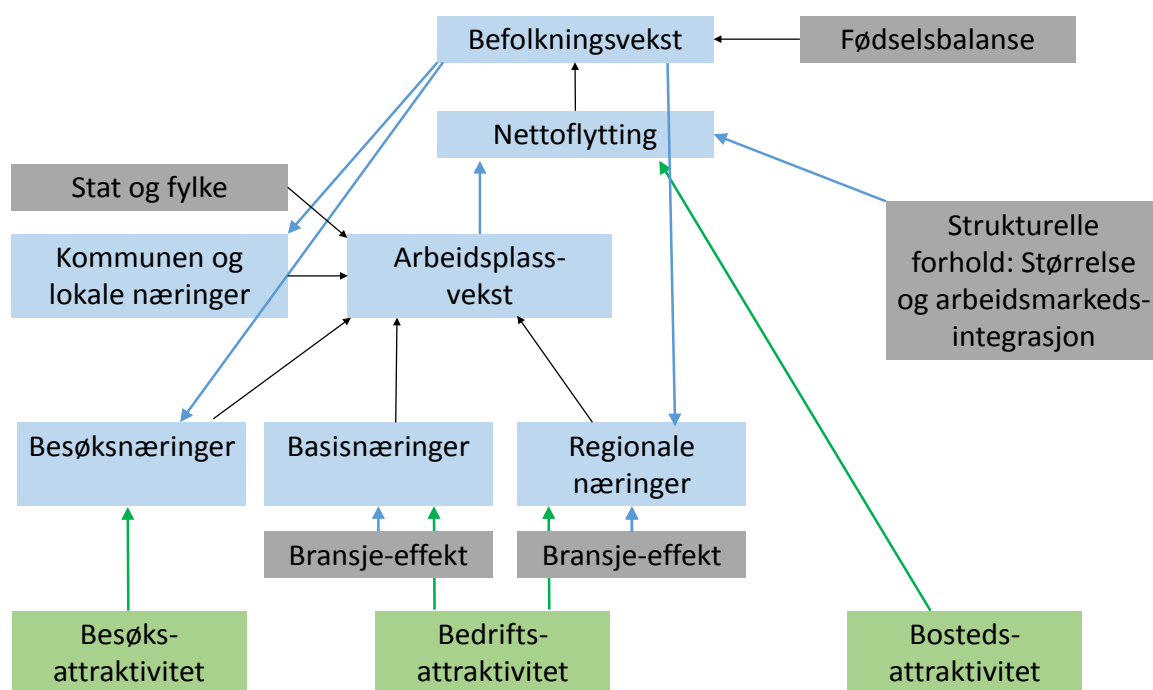 Befolkningsvekst
Fødselsbalanse
Nettoflytting
Stat og fylke
Kommunen og
lokale næringer
Arbeidsplass-
vekst
Strukturelle
forhold: Størrelse
og arbeidsmarkeds-
integrasjon
Besøksnæringer
Basisnæringer
Regionale
næringer
Bransje-effekt
Bransje-effekt
Besøks-
attraktivitet
Bedrifts-
attraktivitet
Bosteds-
attraktivitet